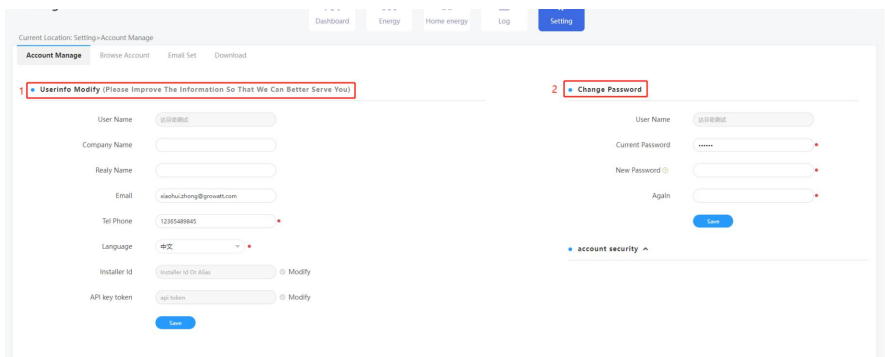 Dashboard Energy Home energy Log Setting
Current Location: Setting>Account Manage
Account Manage Browse Account Email Set Download
1 Userinfo Modify (Please Improve The Information So That We Can Better Serve You)
User Name
Company Name
Realy Name
Email xiaohui.zhong@growatt.com
Tel Phone 12365489845
Language 中文
Installer Id Installer Id Or Alias Modify
API key token api token Modify
Save
2 Change Password
User Name
Current Password ••••••
New Password
Again
Save
account security